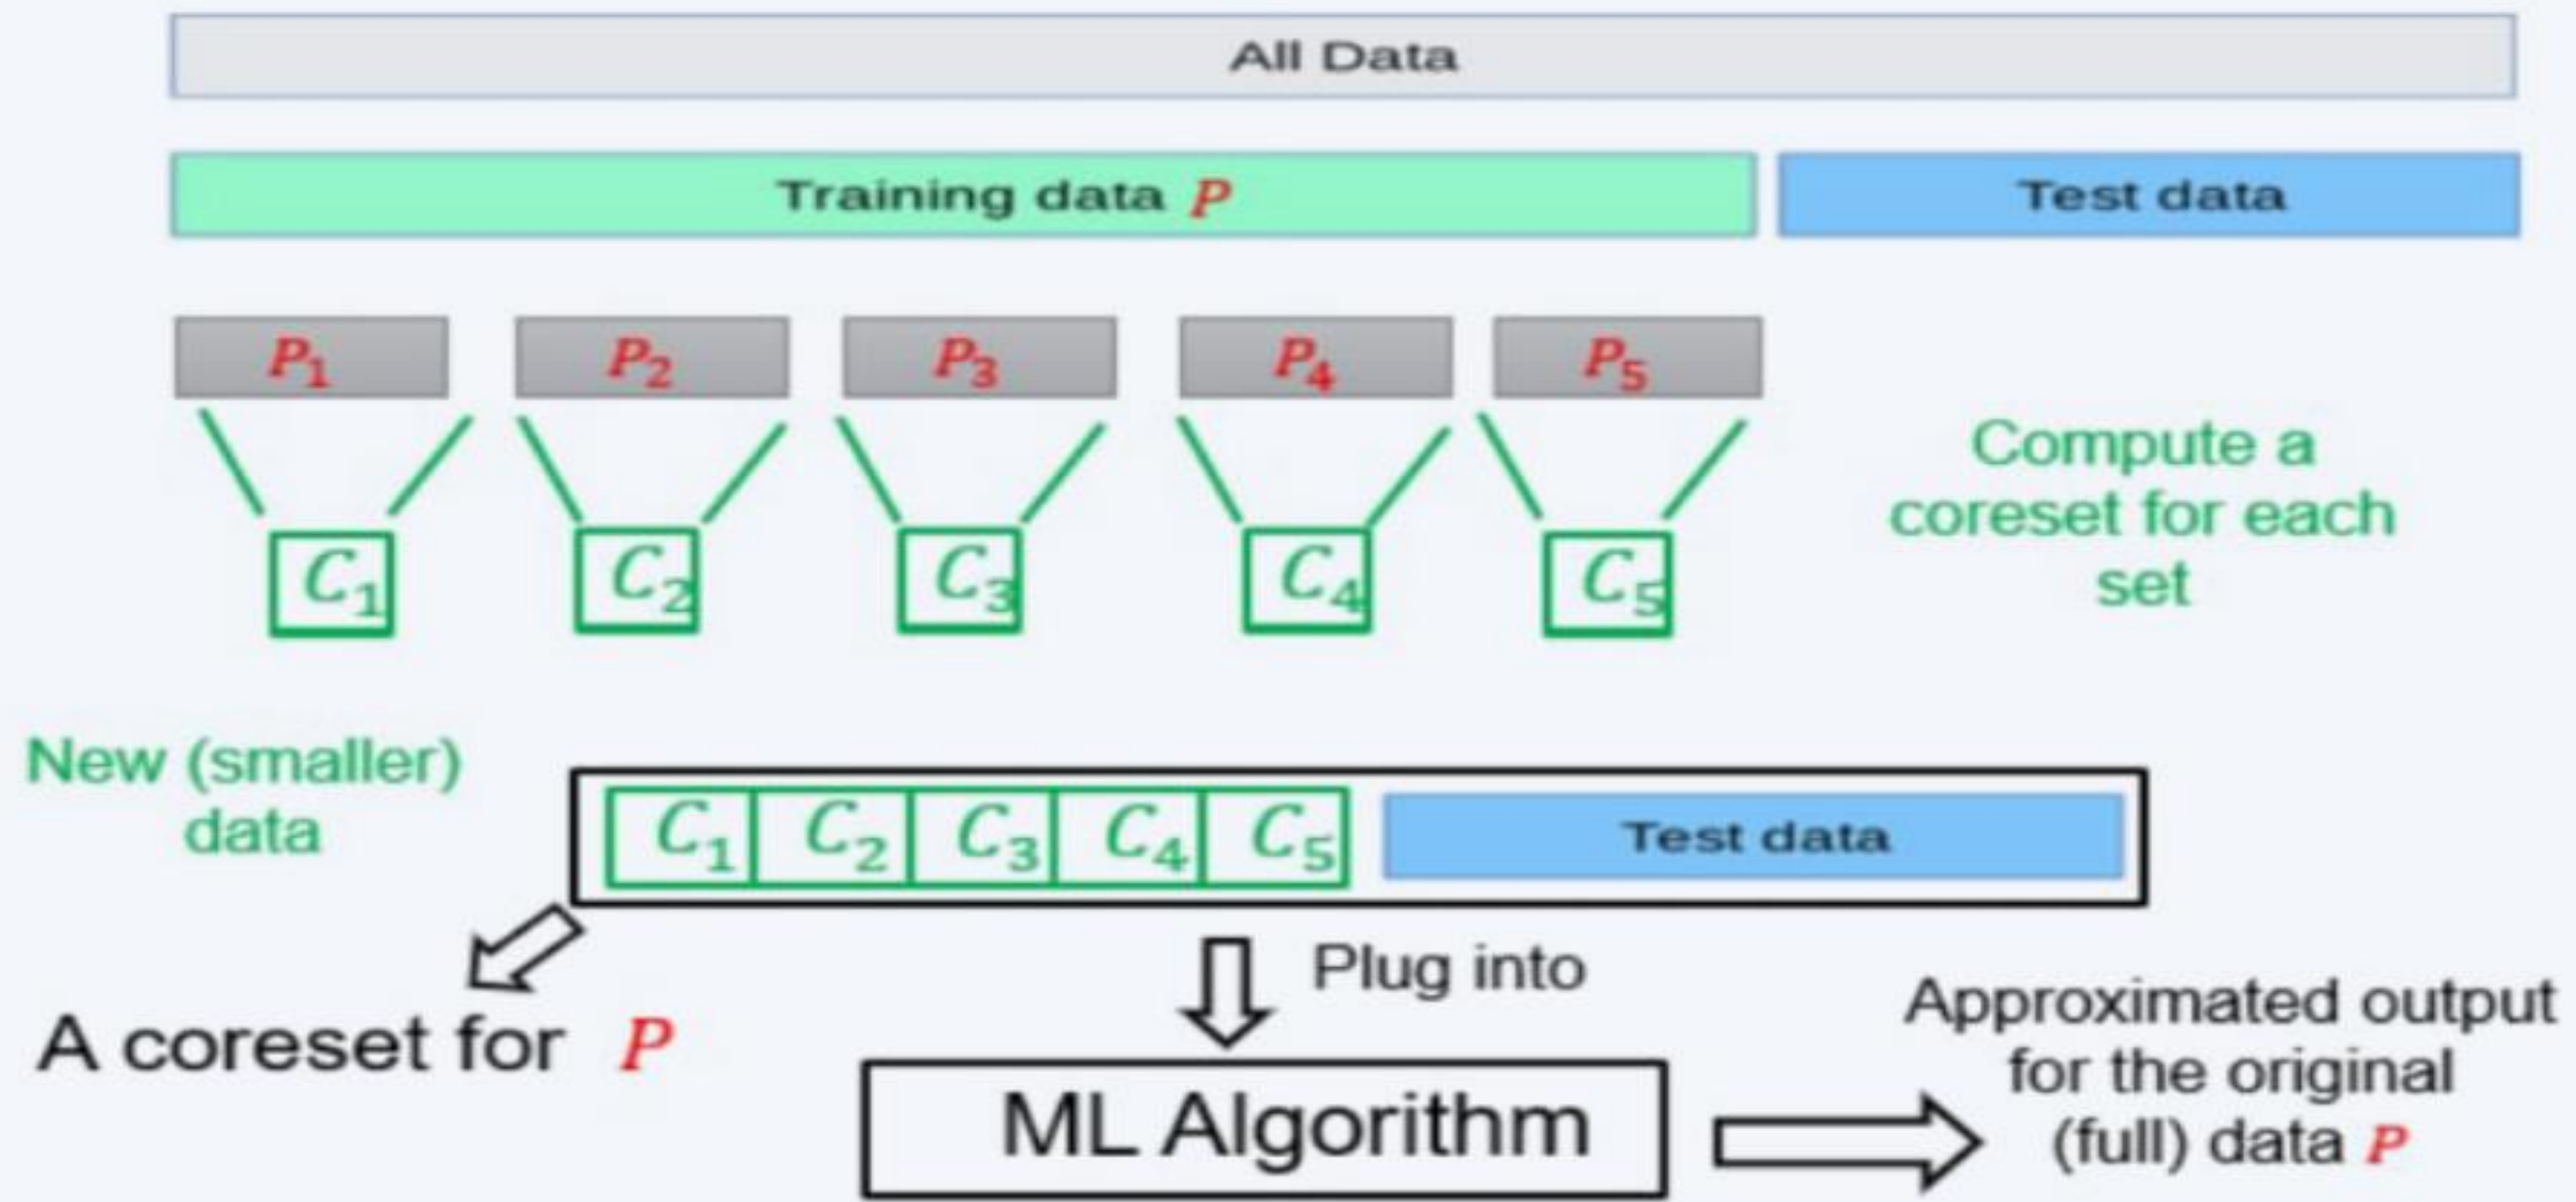 All Data
Training data P
Test data
P₁ P₂ P₃ P₄ P₅
C₁ C₂ C₃ C₄ C₅
Compute a
coreset for each
set
New (smaller)
data
C₁ C₂ C₃ C₄ C₅
Test data
A coreset for P
Plug into
ML Algorithm
Approximated output
for the original
(full) data P